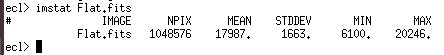 ecl> imstat Flat.fits
# IMAGE NPIX MEAN STDDEV MIN MAX
Flat.fits 1048576 17987. 1663. 6100. 20246.
ecl>